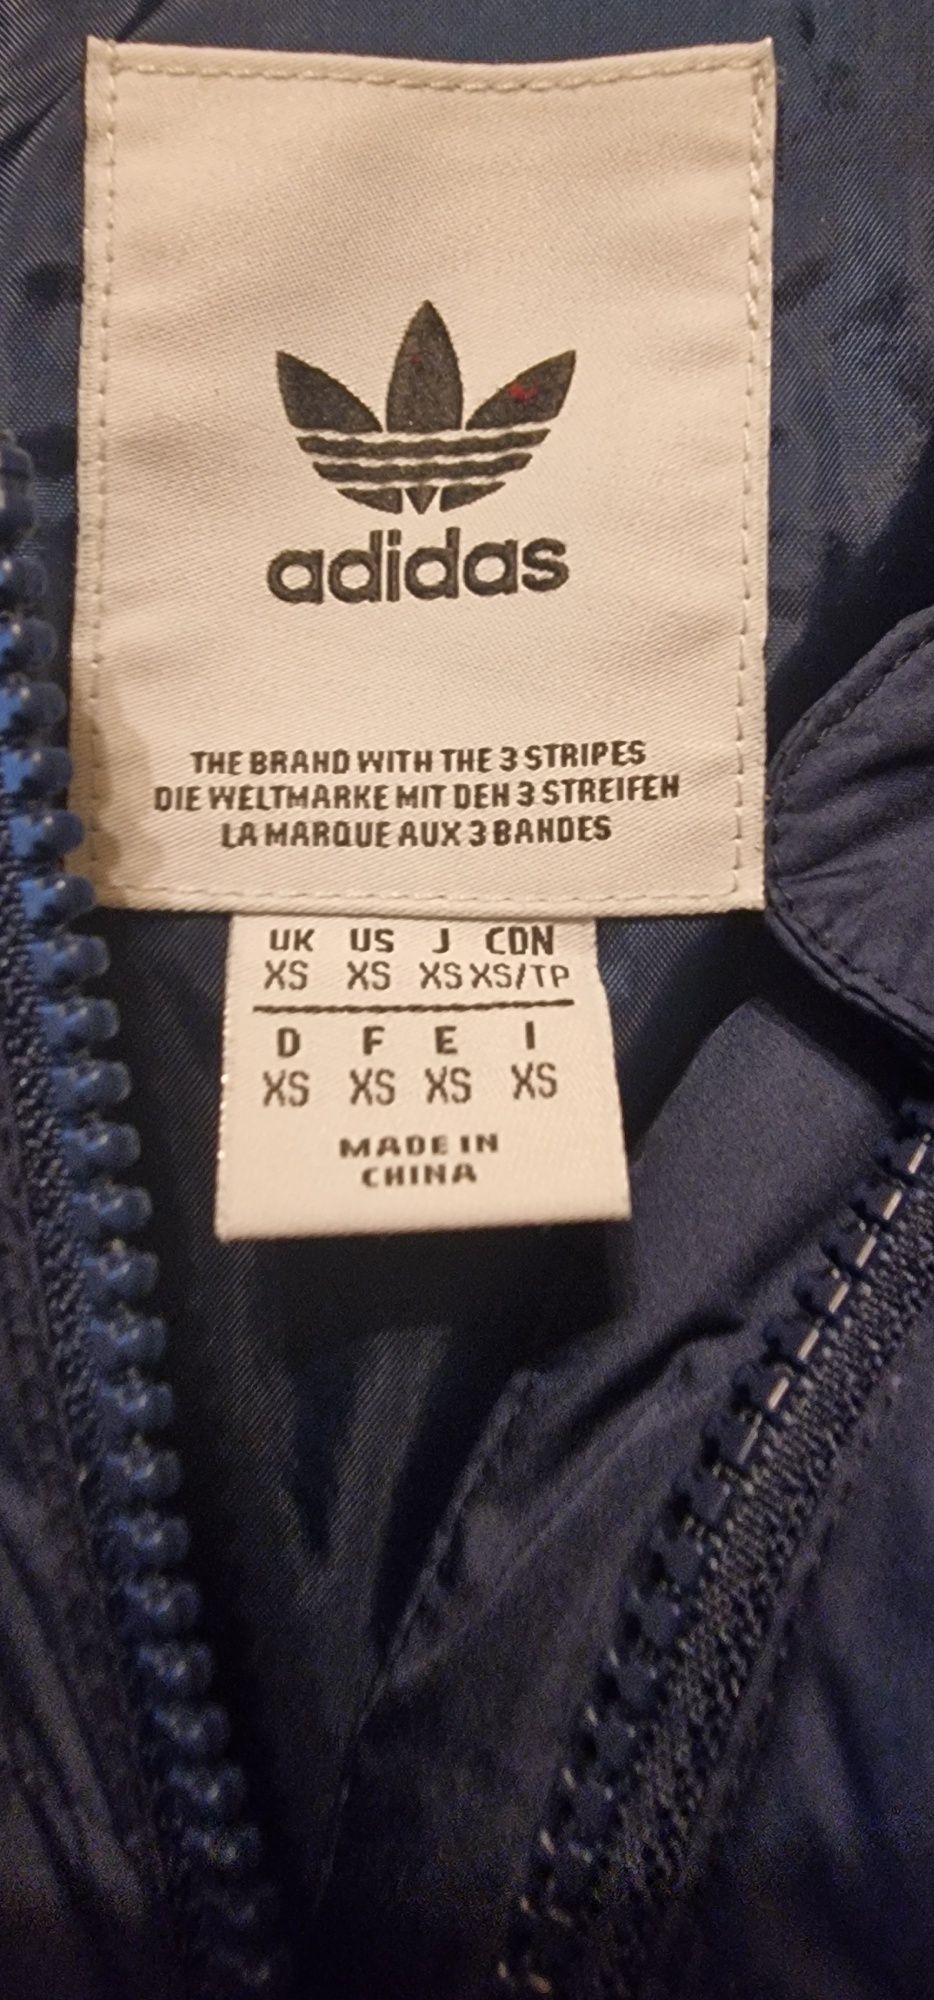 adidas
THE BRAND WITH THE 3 STRIPES
DIE WELTMARKE MIT DEN 3 STREIFEN
LA MARQUE AUX 3 BANDES
UK US J CDN
XS XS XS XS/TP
D F E I
XS XS XS XS
MADE IN
CHINA